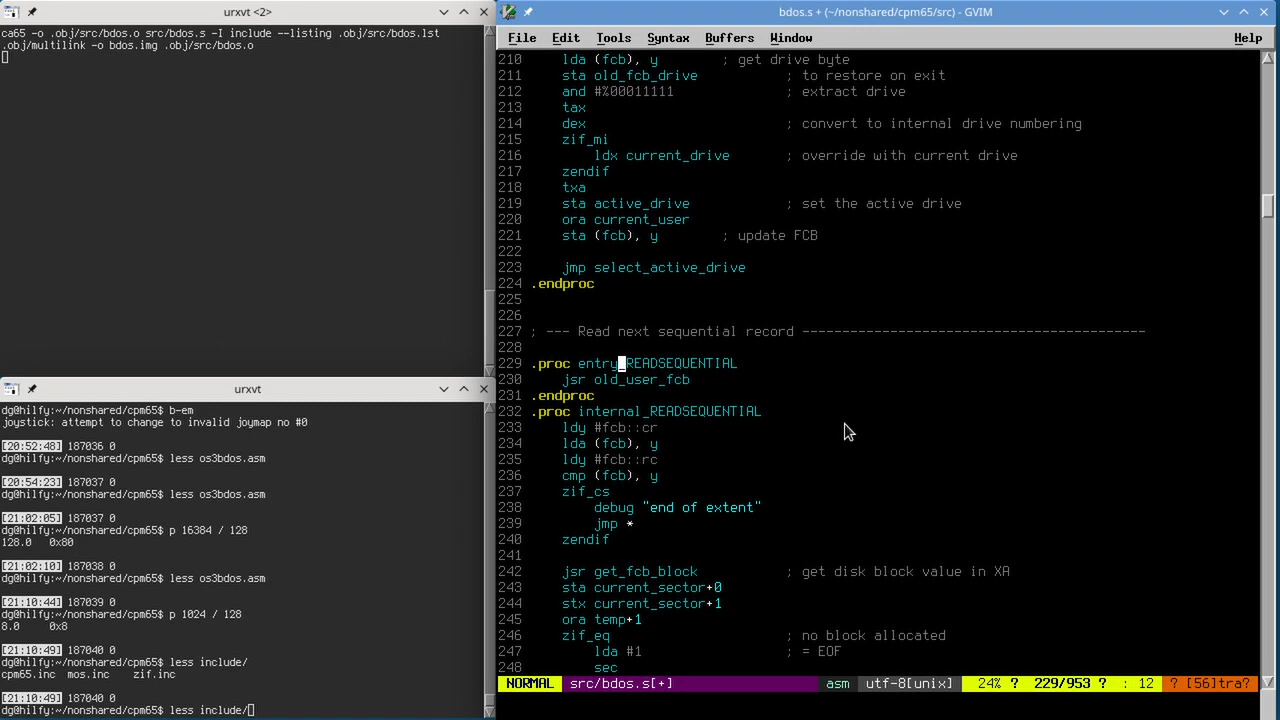 urxvt <2>
ca65 -o .obj/src/bdos.o src/bdos.s -I include --listing .obj/src/bdos.lst
.obj/multilink -o bdos.img .obj/src/bdos.o
urxvt
dg@hilfy:~/nonshared/cpm65$ b-em
joystick: attempt to change to invalid joymap no #0
[20:52:48] 187036 0
dg@hilfy:~/nonshared/cpm65$ less os3bdos.asm
[20:54:23] 187037 0
dg@hilfy:~/nonshared/cpm65$ less os3bdos.asm
[21:02:05] 187037 0
dg@hilfy:~/nonshared/cpm65$ p 16384 / 128
128.0   0x80
[21:02:10] 187038 0
dg@hilfy:~/nonshared/cpm65$ less os3bdos.asm
[21:10:44] 187039 0
dg@hilfy:~/nonshared/cpm65$ p 1024 / 128
8.0     0x8
[21:10:49] 187040 0
dg@hilfy:~/nonshared/cpm65$ less include/
cpm65.inc  mos.inc    zif.inc
[21:10:49] 187040 0
dg@hilfy:~/nonshared/cpm65$ less include/
bdos.s + (~/nonshared/cpm65/src) - GVIM
File Edit Tools Syntax Buffers Window Help
210     lda (fcb), y        ; get drive byte
211     sta old_fcb_drive           ; to restore on exit
212     and #%00011111              ; extract drive
213     tax
214     dex                         ; convert to internal drive numbering
215     zif_mi
216         ldx current_drive       ; override with current drive
217     zendif
218     txa
219     sta active_drive            ; set the active drive
220     ora current_user
221     sta (fcb), y        ; update FCB
222
223     jmp select_active_drive
224 .endproc
225
226
227 ; --- Read next sequential record -------------------------------------------
228
229 .proc entry_READSEQUENTIAL
230     jsr old_user_fcb
231 .endproc
232 .proc internal_READSEQUENTIAL
233     ldy #fcb::cr
234     lda (fcb), y
235     ldy #fcb::rc
236     cmp (fcb), y
237     zif_cs
238         debug "end of extent"
239         jmp *
240     zendif
241
242     jsr get_fcb_block           ; get disk block value in XA
243     sta current_sector+0
244     stx current_sector+1
245     ora temp+1
246     zif_eq                      ; no block allocated
247         lda #1                  ; = EOF
248         sec
NORMAL src/bdos.s[+] asm utf-8[unix] 24% ? 229/953 ? : 12 ? [56]tra?